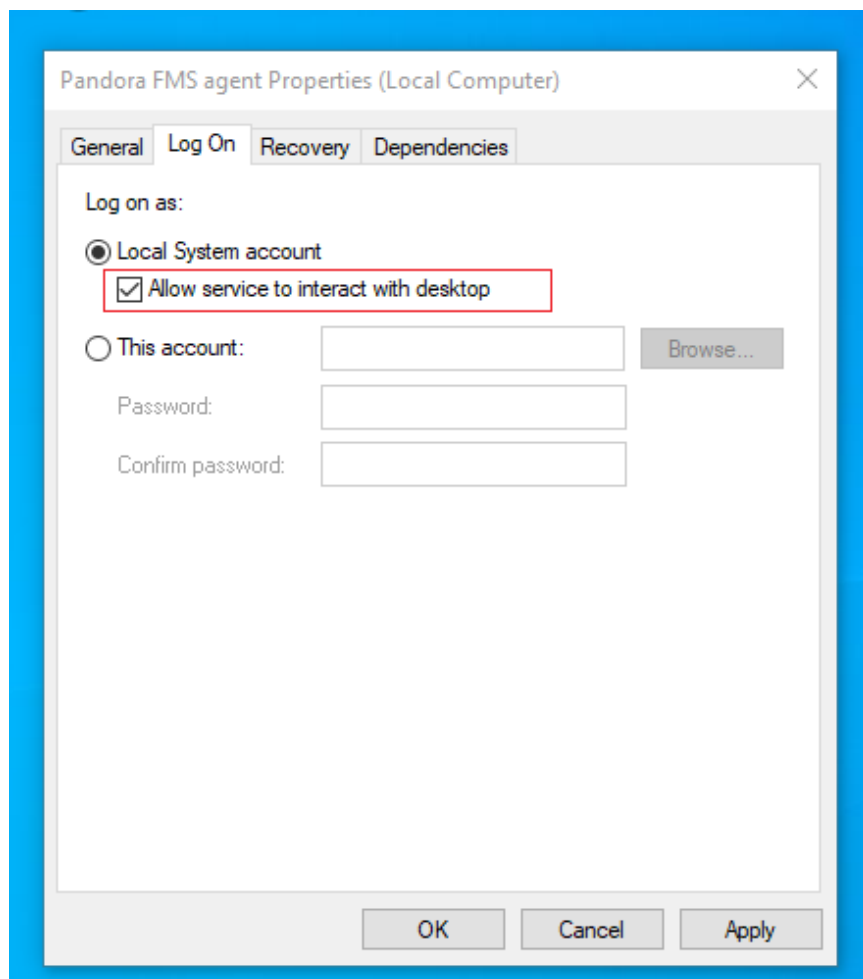 Pandora FMS agent Properties (Local Computer)
General Log On Recovery Dependencies
Log on as:
Local System account
Allow service to interact with desktop
This account: Browse...
Password:
Confirm password:
OK Cancel Apply